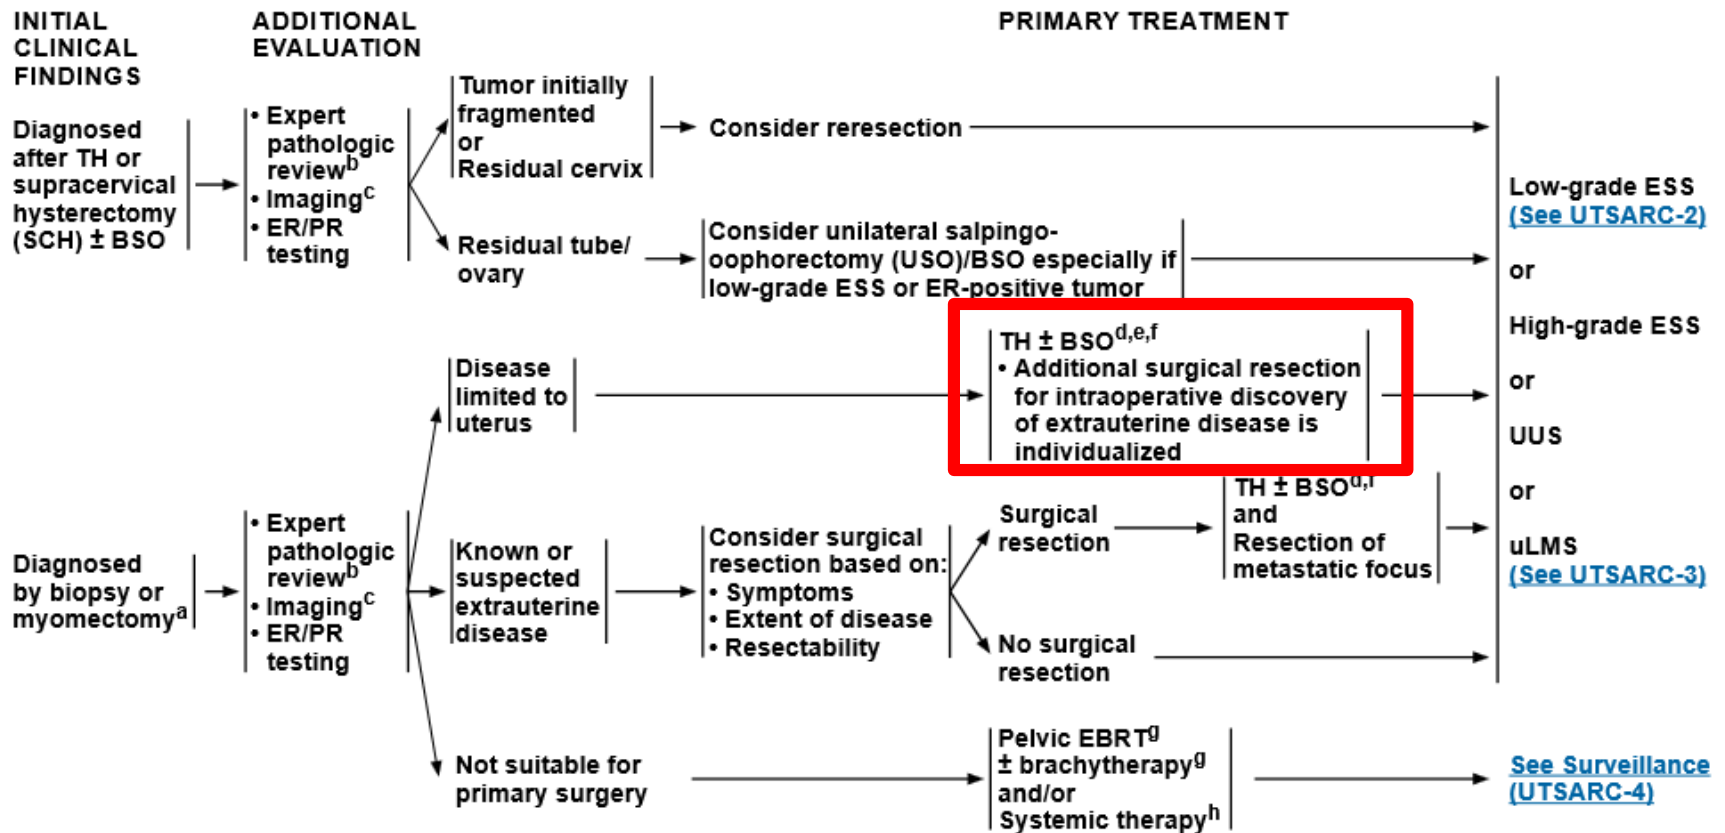 INITIAL
CLINICAL
FINDINGS
ADDITIONAL
EVALUATION
PRIMARY TREATMENT
Diagnosed
after TH or
supracervical
hysterectomy
(SCH) ± BSO
• Expert
pathologic
review^b
• Imaging^c
• ER/PR
testing
Tumor initially
fragmented
or
Residual cervix
Consider reresection
Residual tube/
ovary
Consider unilateral salpingo-
oophorectomy (USO)/BSO especially if
low-grade ESS or ER-positive tumor
Diagnosed
by biopsy or
myomectomy^a
• Expert
pathologic
review^b
• Imaging^c
• ER/PR
testing
Disease
limited to
uterus
TH ± BSO^d,e,f
• Additional surgical resection
for intraoperative discovery
of extrauterine disease is
individualized
Known or
suspected
extrauterine
disease
Consider surgical
resection based on:
• Symptoms
• Extent of disease
• Resectability
Surgical
resection
TH ± BSO^d,f
and
Resection of
metastatic focus
No surgical
resection
Not suitable for
primary surgery
Pelvic EBRT^g
± brachytherapy^g
and/or
Systemic therapy^h
Low-grade ESS
(See UTSARC-2)
or
High-grade ESS
or
UUS
or
uLMS
(See UTSARC-3)
See Surveillance
(UTSARC-4)